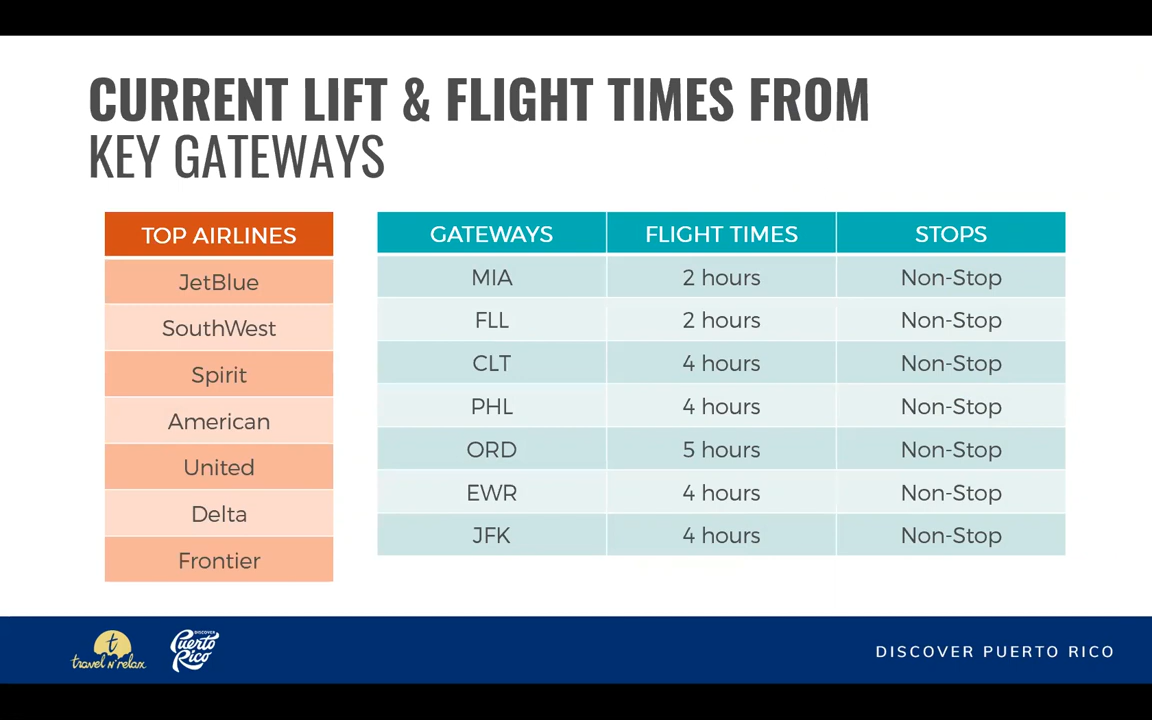 CURRENT LIFT & FLIGHT TIMES FROM
KEY GATEWAYS
TOP AIRLINES
JetBlue
SouthWest
Spirit
American
United
Delta
Frontier
GATEWAYS FLIGHT TIMES STOPS
MIA 2 hours Non-Stop
FLL 2 hours Non-Stop
CLT 4 hours Non-Stop
PHL 4 hours Non-Stop
ORD 5 hours Non-Stop
EWR 4 hours Non-Stop
JFK 4 hours Non-Stop
t
travel N' relax
DISCOVER
Puerto
Rico
DISCOVER PUERTO RICO